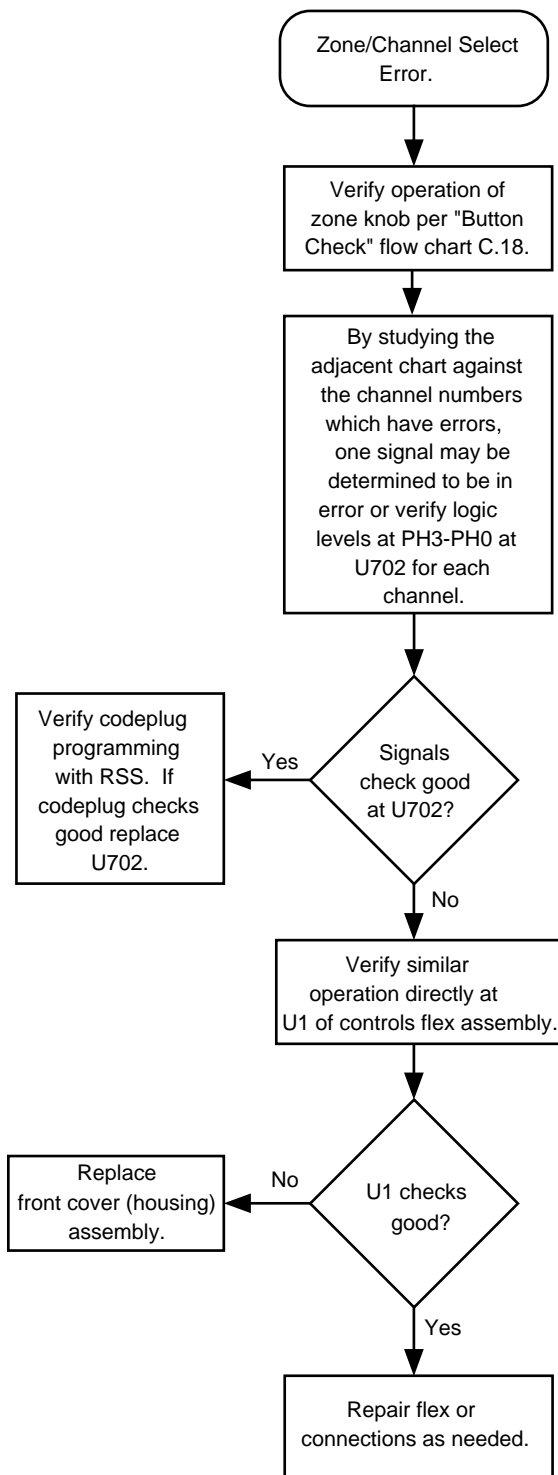 Zone/Channel Select
Error.
Verify operation of
zone knob per "Button
Check" flow chart C.18.
By studying the
adjacent chart against
the channel numbers
which have errors,
one signal may be
determined to be in
error or verify logic
levels at PH3-PH0 at
U702 for each
channel.
Signals
check good
at U702?
Yes
Verify codeplug
programming
with RSS. If
codeplug checks
good replace
U702.
No
Verify similar
operation directly at
U1 of controls flex assembly.
U1 checks
good?
No
Replace
front cover (housing)
assembly.
Yes
Repair flex or
connections as needed.